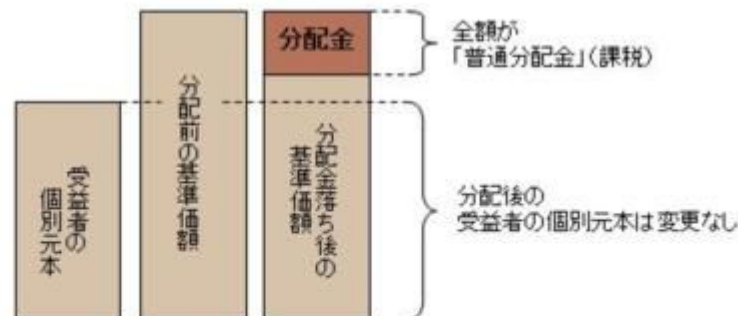 受益者の
個別元本
分配前の基準価額
分配金
分配金落ち後の
基準価額
全額が
「普通分配金」(課税)
分配後の
受益者の個別元本は変更なし